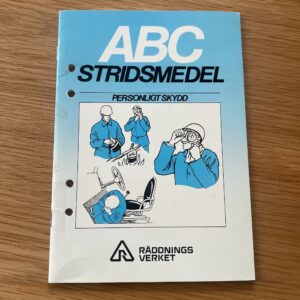 ABC
STRIDSMEDEL
PERSONLIGT SKYDD
RÄDDNINGS
VERKET